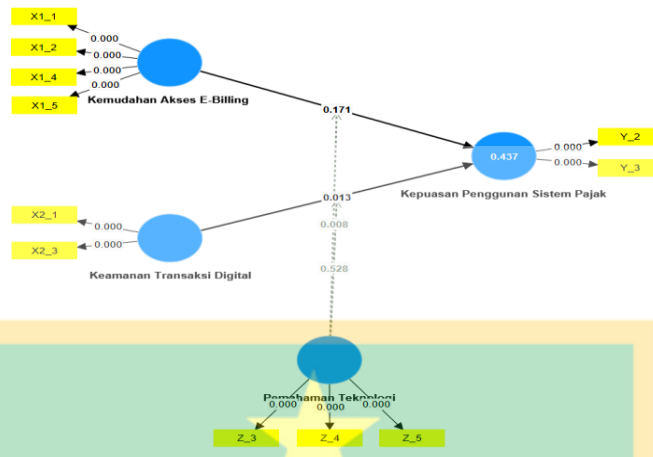 X1_1
0.000
X1_2
0.000
0.000
X1_4
0.000
X1_5
Kemudahan Akses E-Billing
0.171
Y_2
0.000
0.437
0.000
Y_3
Kepuasan Penggunan Sistem Pajak
0.013
X2_1
0.000
0.008
X2_3
0.000
Keamanan Transaksi Digital
0.528
Pemahaman Teknologi
0.000
0.000
0.000
Z_3
Z_4
Z_5